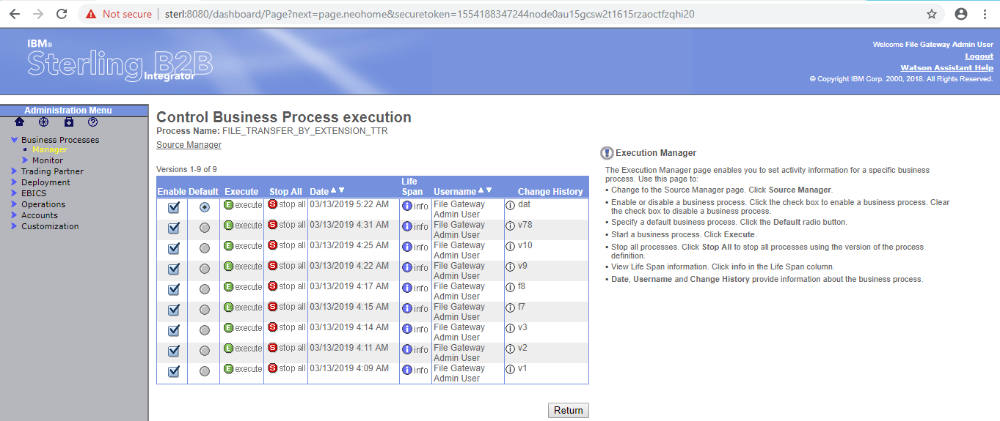 Not secure
sterl:8080/dashboard/Page?next=page.neohome&securetoken=1554188347244node0au15gcsw2t1615rzaoctfzqhi20
IBM®
Sterling B2B
Integrator
Welcome File Gateway Admin User
Logout
Watson Assistant Help
© Copyright IBM Corp. 2000, 2018. All Rights Reserved.
Administration Menu
Business Processes
Manager
Monitor
Trading Partner
Deployment
EBICS
Operations
Accounts
Customization
Control Business Process execution
Process Name: FILE_TRANSFER_BY_EXTENSION_TTR
Source Manager
Versions 1-9 of 9
Enable Default Execute Stop All Date Life Span Username Change History
E execute S stop all 03/13/2019 5:22 AM i info File Gateway Admin User i dat
E execute S stop all 03/13/2019 4:31 AM i info File Gateway Admin User i v78
E execute S stop all 03/13/2019 4:25 AM i info File Gateway Admin User i v10
E execute S stop all 03/13/2019 4:22 AM i info File Gateway Admin User i v9
E execute S stop all 03/13/2019 4:17 AM i info File Gateway Admin User i f8
E execute S stop all 03/13/2019 4:15 AM i info File Gateway Admin User i f7
E execute S stop all 03/13/2019 4:14 AM i info File Gateway Admin User i v3
E execute S stop all 03/13/2019 4:11 AM i info File Gateway Admin User i v2
E execute S stop all 03/13/2019 4:09 AM i info File Gateway Admin User i v1
Return
Execution Manager
The Execution Manager page enables you to set activity information for a specific business
process. Use this page to:
• Change to the Source Manager page. Click Source Manager.
• Enable or disable a business process. Click the check box to enable a business process. Clear
the check box to disable a business process.
• Specify a default business process. Click the Default radio button.
• Start a business process. Click Execute.
• Stop all processes. Click Stop All to stop all processes using the version of the process
definition.
• View Life Span information. Click info in the Life Span column.
• Date, Username and Change History provide information about the business process.